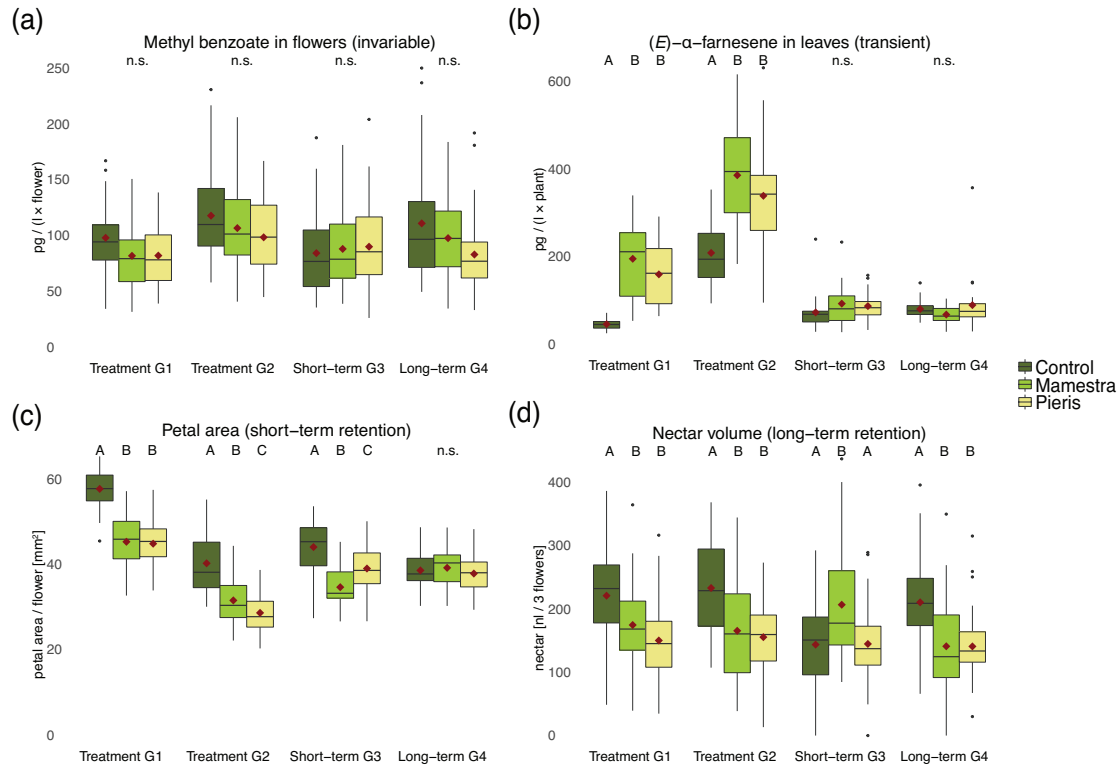 (a)
Methyl benzoate in flowers (invariable)
n.s. n.s. n.s. n.s.
250
200
150
100
50
0
pg / (l × flower)
Treatment G1 Treatment G2 Short−term G3 Long−term G4
(b)
(E)−α−farnesene in leaves (transient)
A B B A B B n.s. n.s.
600
400
200
0
pg / (l × plant)
Treatment G1 Treatment G2 Short−term G3 Long−term G4
Control
Mamestra
Pieris
(c)
Petal area (short−term retention)
A B B A B C A B C n.s.
60
40
20
0
petal area / flower [mm²]
Treatment G1 Treatment G2 Short−term G3 Long−term G4
(d)
Nectar volume (long−term retention)
A B B A B B A B A A B B
400
300
200
100
0
nectar [nl / 3 flowers]
Treatment G1 Treatment G2 Short−term G3 Long−term G4